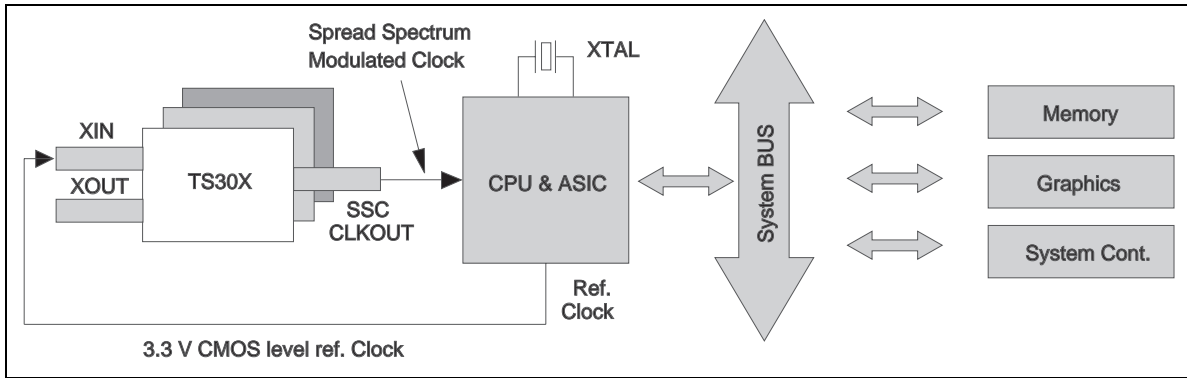 Spread Spectrum
Modulated Clock
XTAL
XIN
XOUT
TS30X
SSC
CLKOUT
CPU & ASIC
System BUS
Memory
Graphics
System Cont.
Ref.
Clock
3.3 V CMOS level ref. Clock